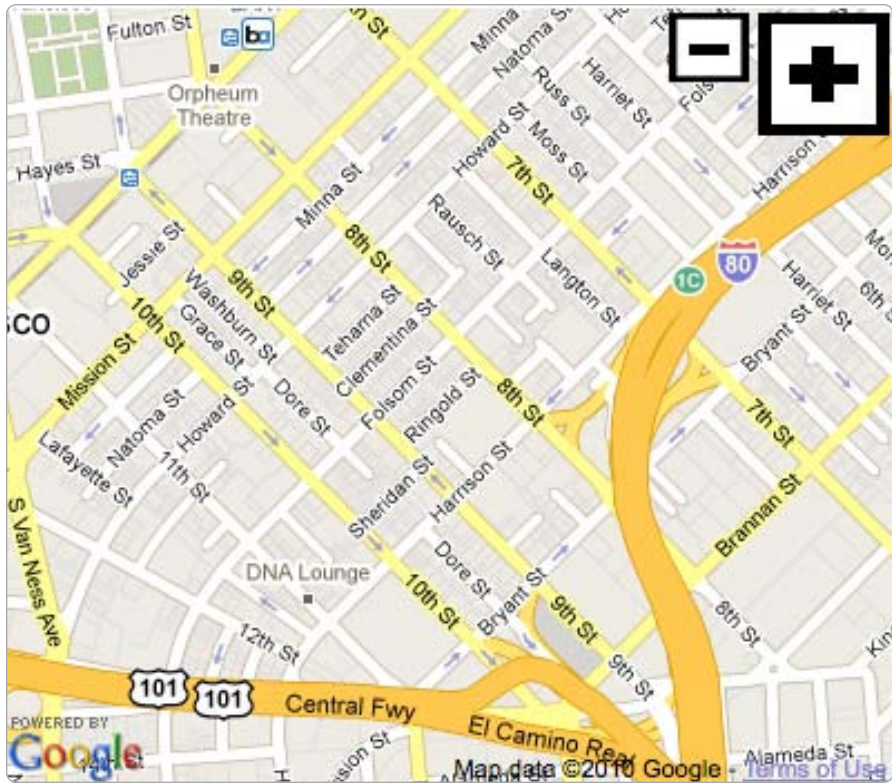 Fulton St
ba
Orpheum
Theatre
Minna
Natoma St
Russ St
Harriet St
Moss St
Howard St
Harrison St
7th St
Hayes St
Minna St
Rausch St
8th St
Langton St
1C
80
Harriet St
6th St
Jessie St
9th St
Washburn St
10th St
Grace St
Tehama St
Clementina St
Bryant St
SCO
Mission St
Dore St
Folsom St
Ringold St
8th St
7th St
Natoma St
Howard St
Lafayette St
11th St
Sheridan St
Harrison St
Brannan St
S Van Ness Ave
DNA Lounge
Dore St
Bryant St
10th St
9th St
8th St
12th St
9th St
101
101
Central Fwy
El Camino Real
POWERED BY
Google
Map data ©2010 Google - Terms of Use
Alameda St